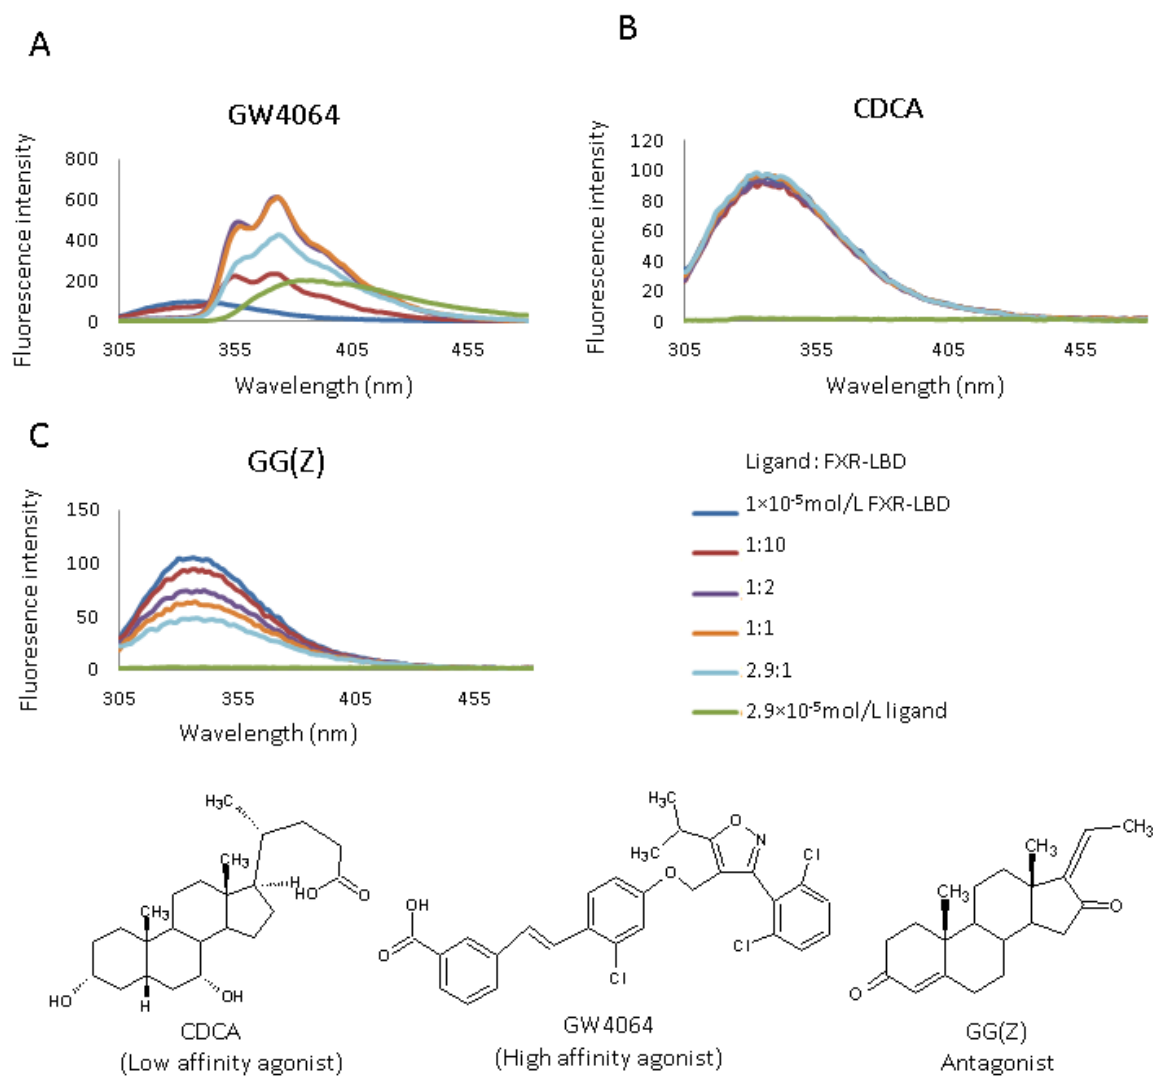 A
GW4064
Fluorescence intensity
800
600
400
200
0
305
355
405
455
Wavelength (nm)
B
CDCA
Fluorescence intensity
120
100
80
60
40
20
0
305
355
405
455
Wavelength (nm)
C
GG(Z)
Fluoresence intensity
150
100
50
0
305
355
405
455
Wavelength (nm)
Ligand: FXR-LBD
1×10⁻⁵mol/L FXR-LBD
1:10
1:2
1:1
2.9:1
2.9×10⁻⁵mol/L ligand
H₃C
CH₃
CH₃
H
HO
O
HO
H
OH
CDCA
(Low affinity agonist)
H₃C
H₃C
O
N
O
Cl
Cl
OH
O
Cl
GW4064
(High affinity agonist)
CH₃
CH₃
CH₃
O
O
GG(Z)
Antagonist